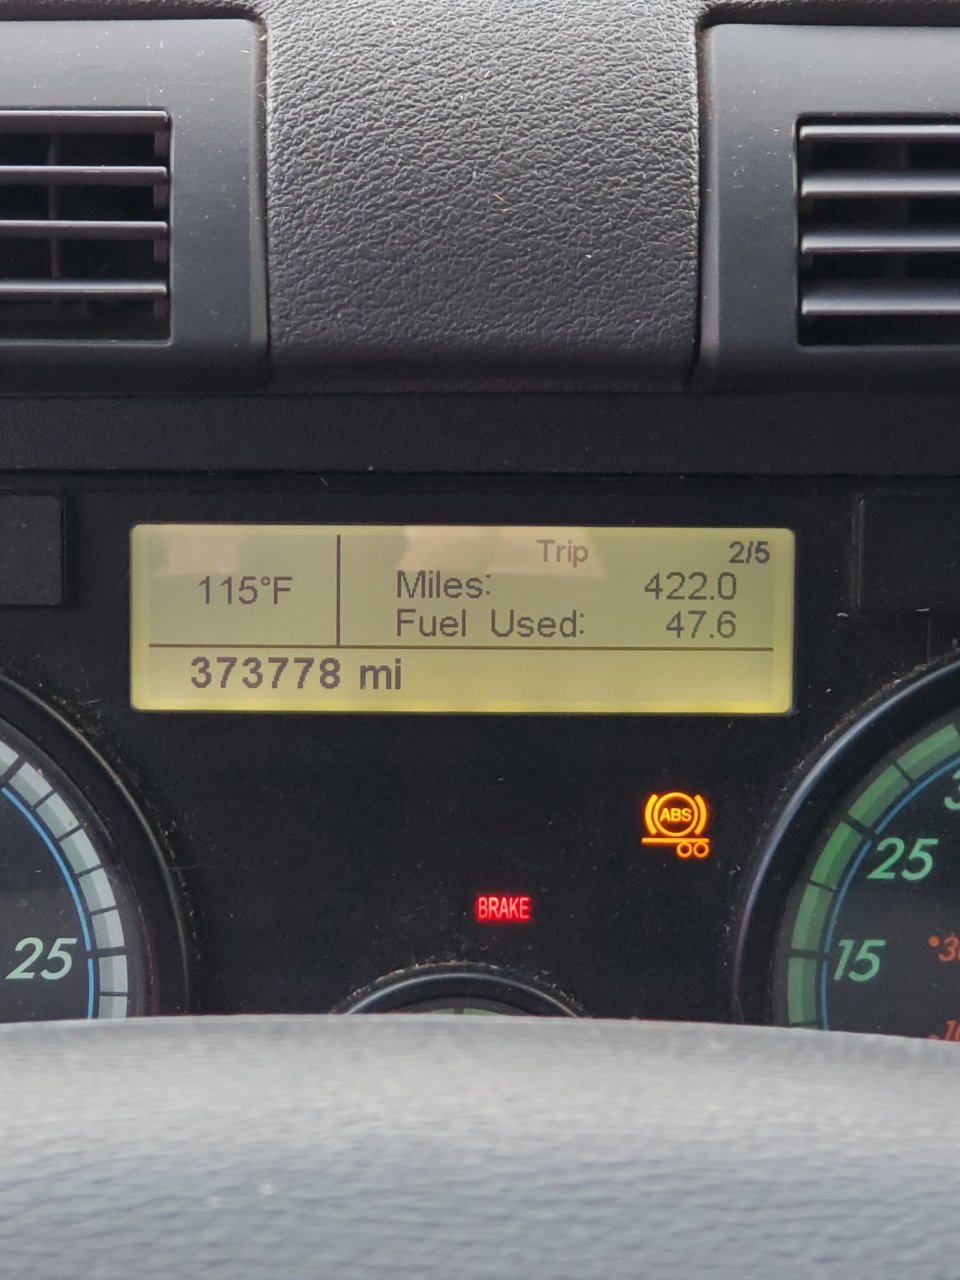 Trip 2/5
115°F
Miles: 422.0
Fuel Used: 47.6
373778 mi
ABS
BRAKE
25
25
15